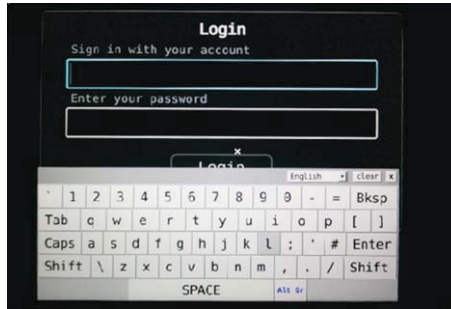 Login
Sign in with your account
Enter your password
×
Login
English clear x
` 1 2 3 4 5 6 7 8 9 0 - = Bksp
Tab q w e r t y u i o p [ ]
Caps a s d f g h j k l ; ' # Enter
Shift \ z x c v b n m , . / Shift
SPACE Alt Gr